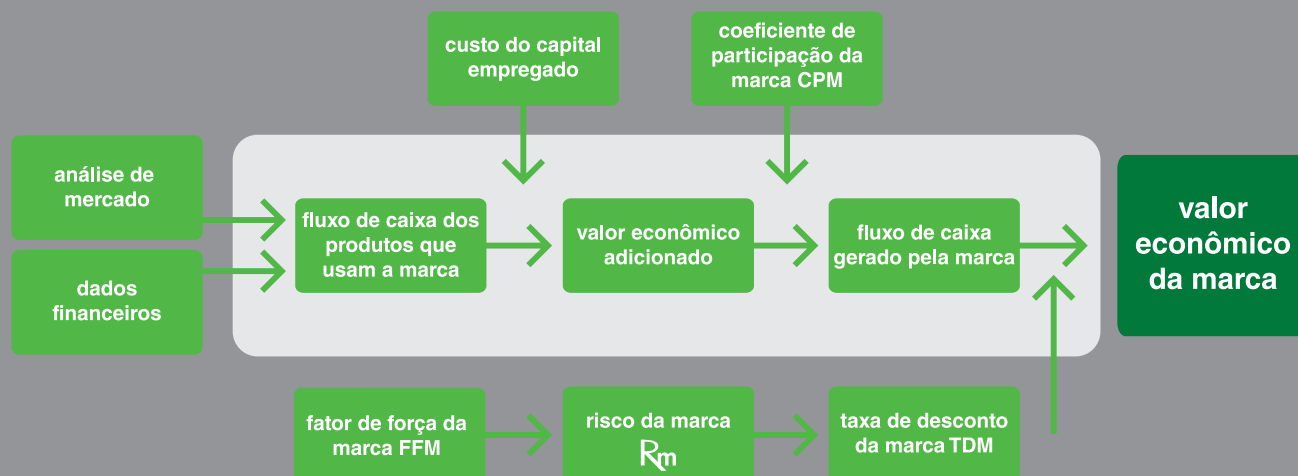 custo do capital
empregado
coeficiente de
participação da
marca CPM
análise de
mercado
dados
financeiros
fluxo de caixa dos
produtos que
usam a marca
valor econômico
adicionado
fluxo de caixa
gerado pela marca
valor
econômico
da marca
fator de força da
marca FFM
risco da marca
Rm
taxa de desconto
da marca TDM